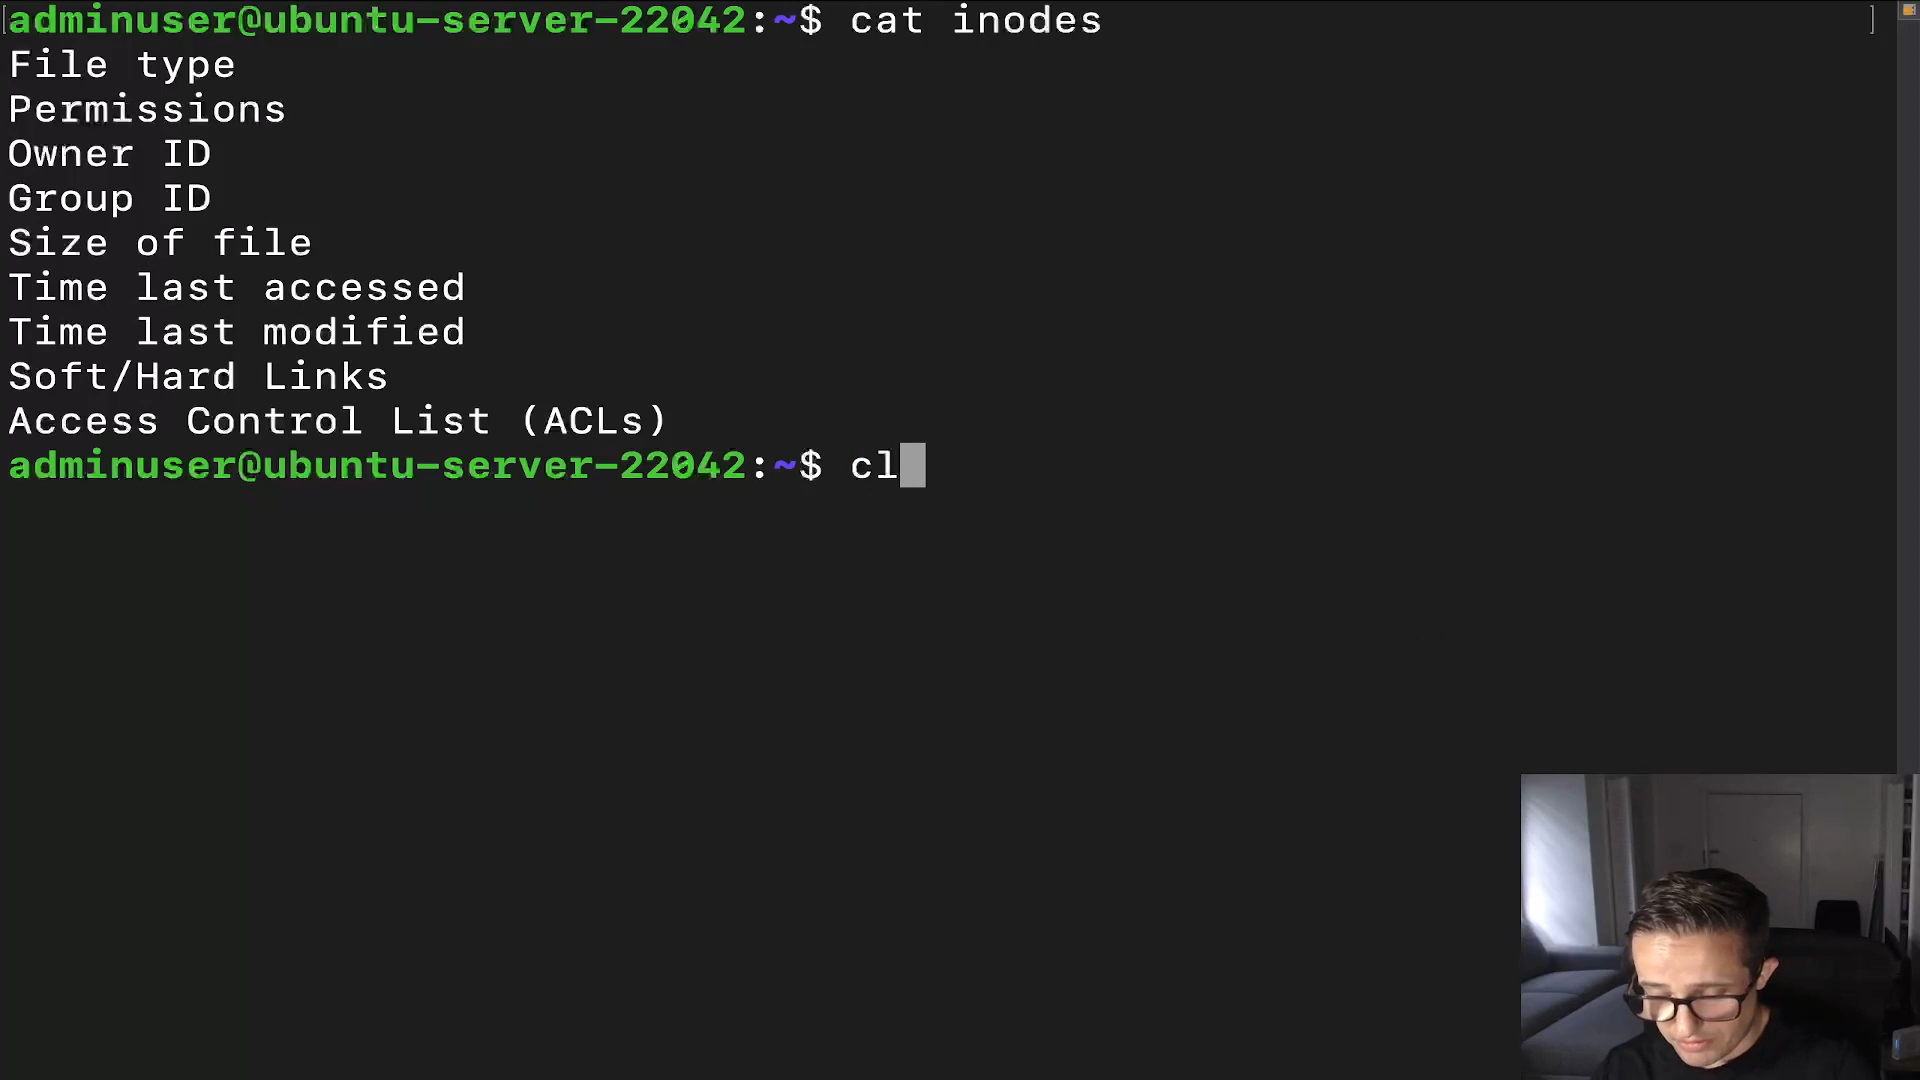 adminuser@ubuntu-server-22042:~$ cat inodes
File type
Permissions
Owner ID
Group ID
Size of file
Time last accessed
Time last modified
Soft/Hard Links
Access Control List (ACLs)
adminuser@ubuntu-server-22042:~$ cl